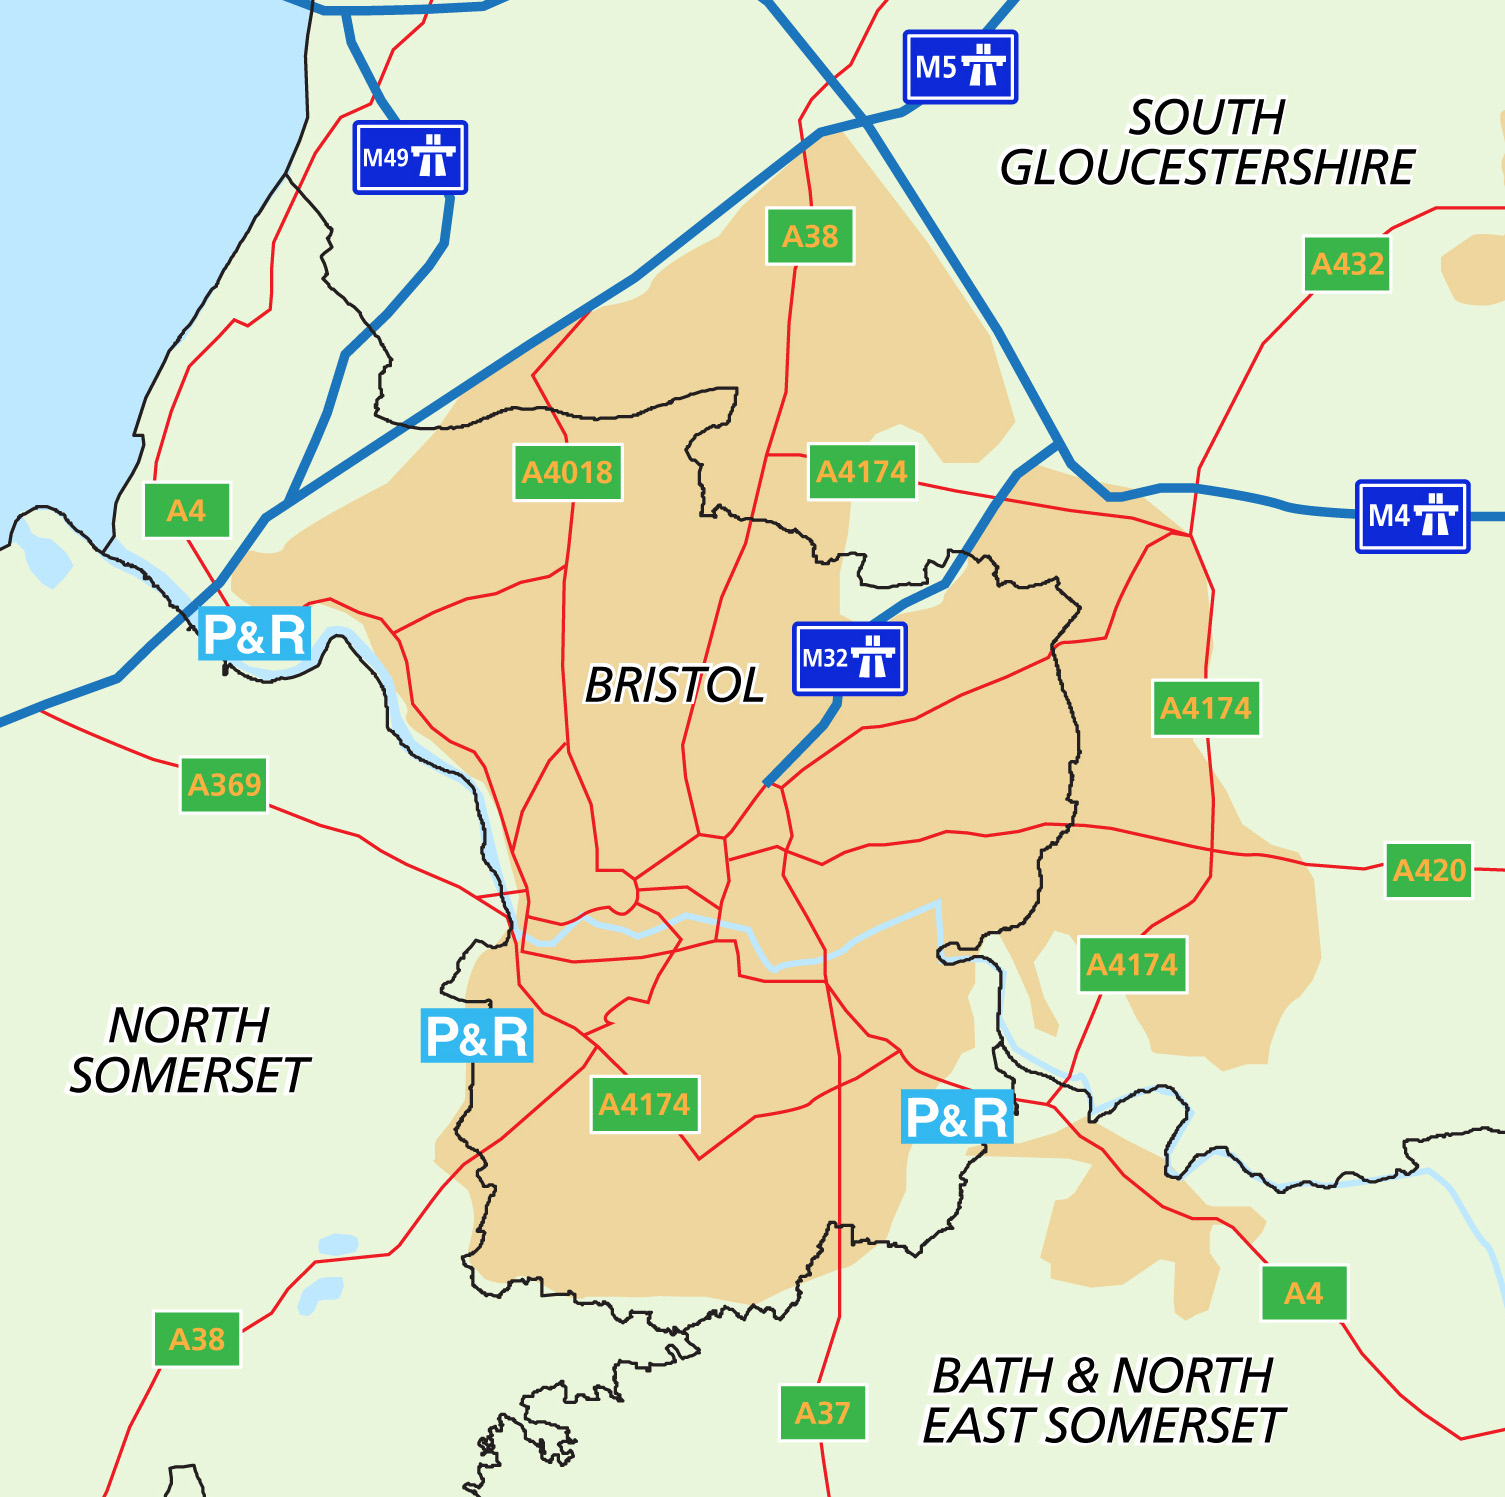 M5
SOUTH
GLOUCESTERSHIRE
M49
A38
A432
A4018
A4174
A4
M4
P&R
BRISTOL
M32
A4174
A369
A420
A4174
NORTH
SOMERSET
P&R
A4174
P&R
A4
A38
BATH & NORTH
EAST SOMERSET
A37